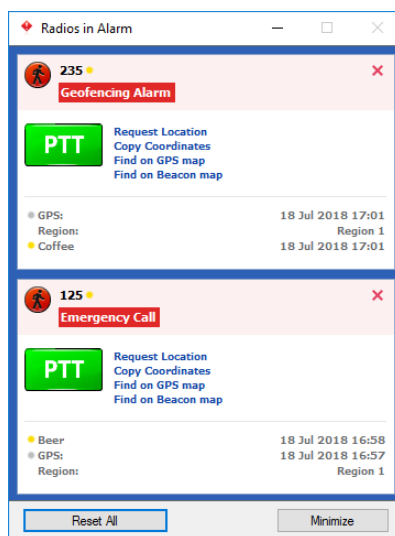 Radios in Alarm
235
Geofencing Alarm
PTT
Request Location
Copy Coordinates
Find on GPS map
Find on Beacon map
GPS: 18 Jul 2018 17:01
Region: Region 1
Coffee 18 Jul 2018 17:01
125
Emergency Call
PTT
Request Location
Copy Coordinates
Find on GPS map
Find on Beacon map
Beer 18 Jul 2018 16:58
GPS: 18 Jul 2018 16:57
Region: Region 1
Reset All Minimize